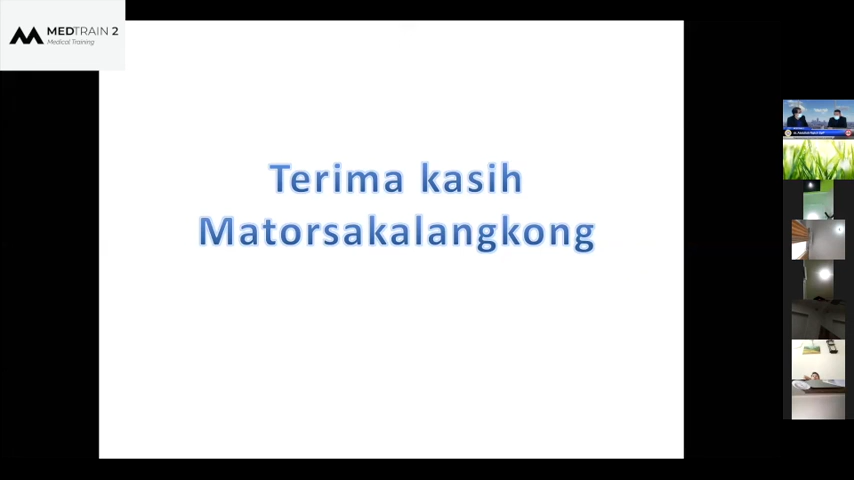 MEDTRAIN 2
Medical Training
Terima kasih
Matorsakalangkong